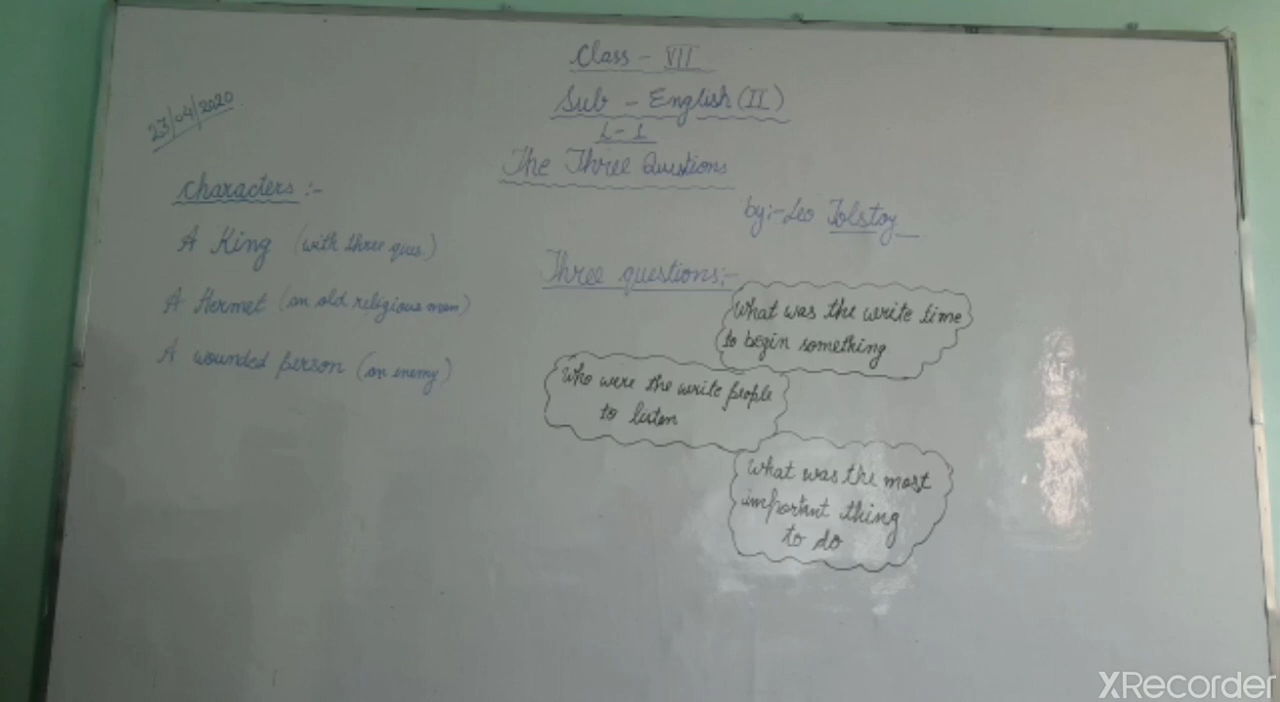 Class - VII
Sub - English (II)
L-1
The Three Questions
by:- Leo Tolstoy
23/04/2020
Characters :-
A King (with three ques)
A Hermet (an old religious man)
A wounded person (an enemy)
Three questions:-
What was the write time
to begin something
Who were the write people
to listen
What was the most
important thing
to do
XRecorder